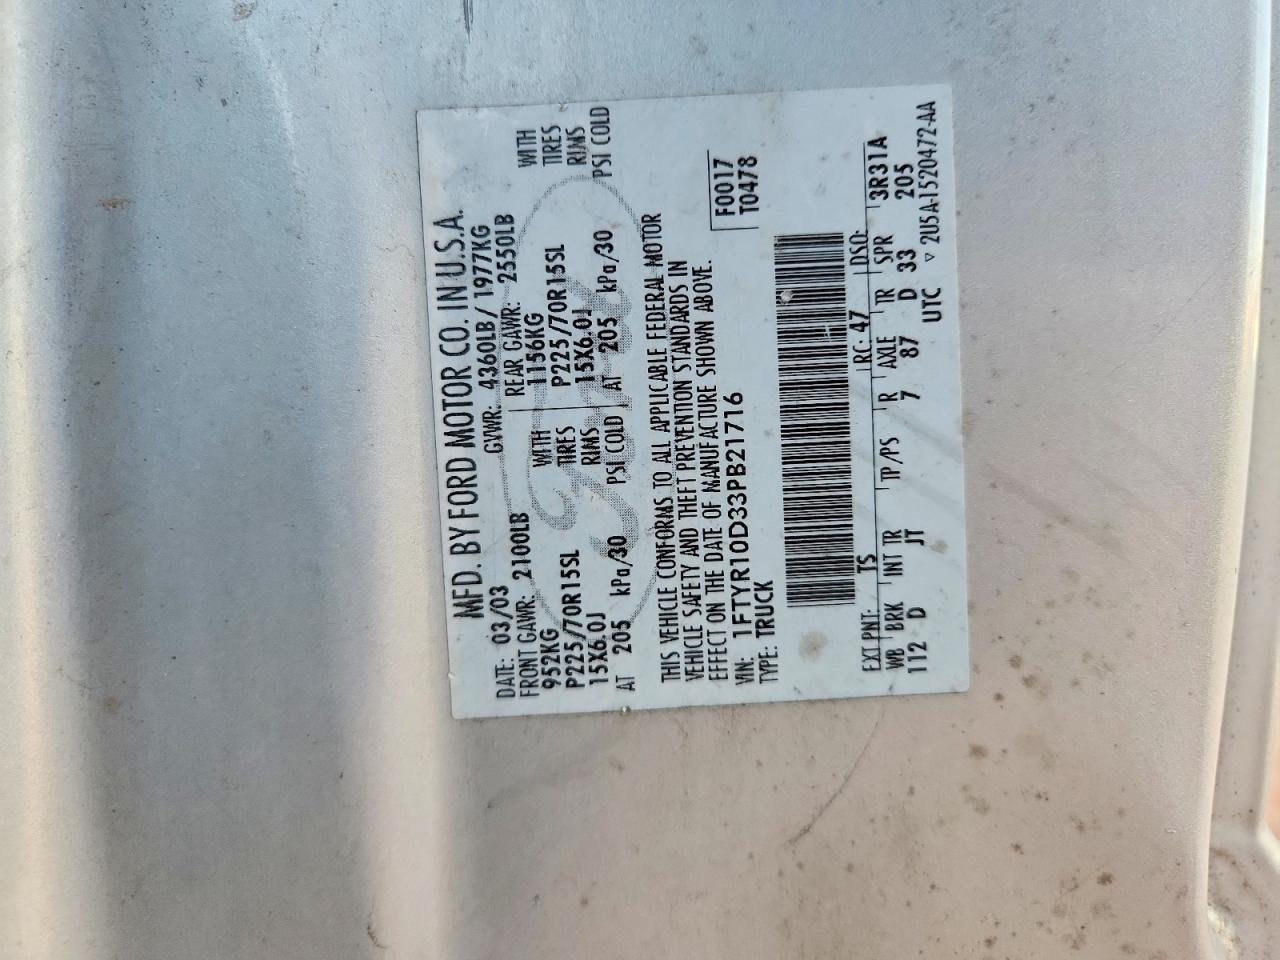 MFD. BY FORD MOTOR CO. IN U.S.A.
DATE: 03/03 GVWR: 4360LB/ 1977KG
FRONT GAWR: 2100LB REAR GAWR: 2550LB
952KG WITH 1156KG WITH
P225/70R15SL TIRES P225/70R15SL TIRES
15X6.0J RIMS 15X6.0J RIMS
AT 205 kPa/30 PSI COLD AT 205 kPa/30 PSI COLD
THIS VEHICLE CONFORMS TO ALL APPLICABLE FEDERAL MOTOR
VEHICLE SAFETY AND THEFT PREVENTION STANDARDS IN
EFFECT ON THE DATE OF MANUFACTURE SHOWN ABOVE.
VIN: 1FTYR10D33PB21716 F0017
TYPE: TRUCK T0478
EXT PNT: TS RC: 47 DSO:
WB BRK INT TR TP/PS R AXLE TR SPR 3R31A
112 D JT 7 87 D 33 205
UTC ▽ 2U5A-1520472-AA